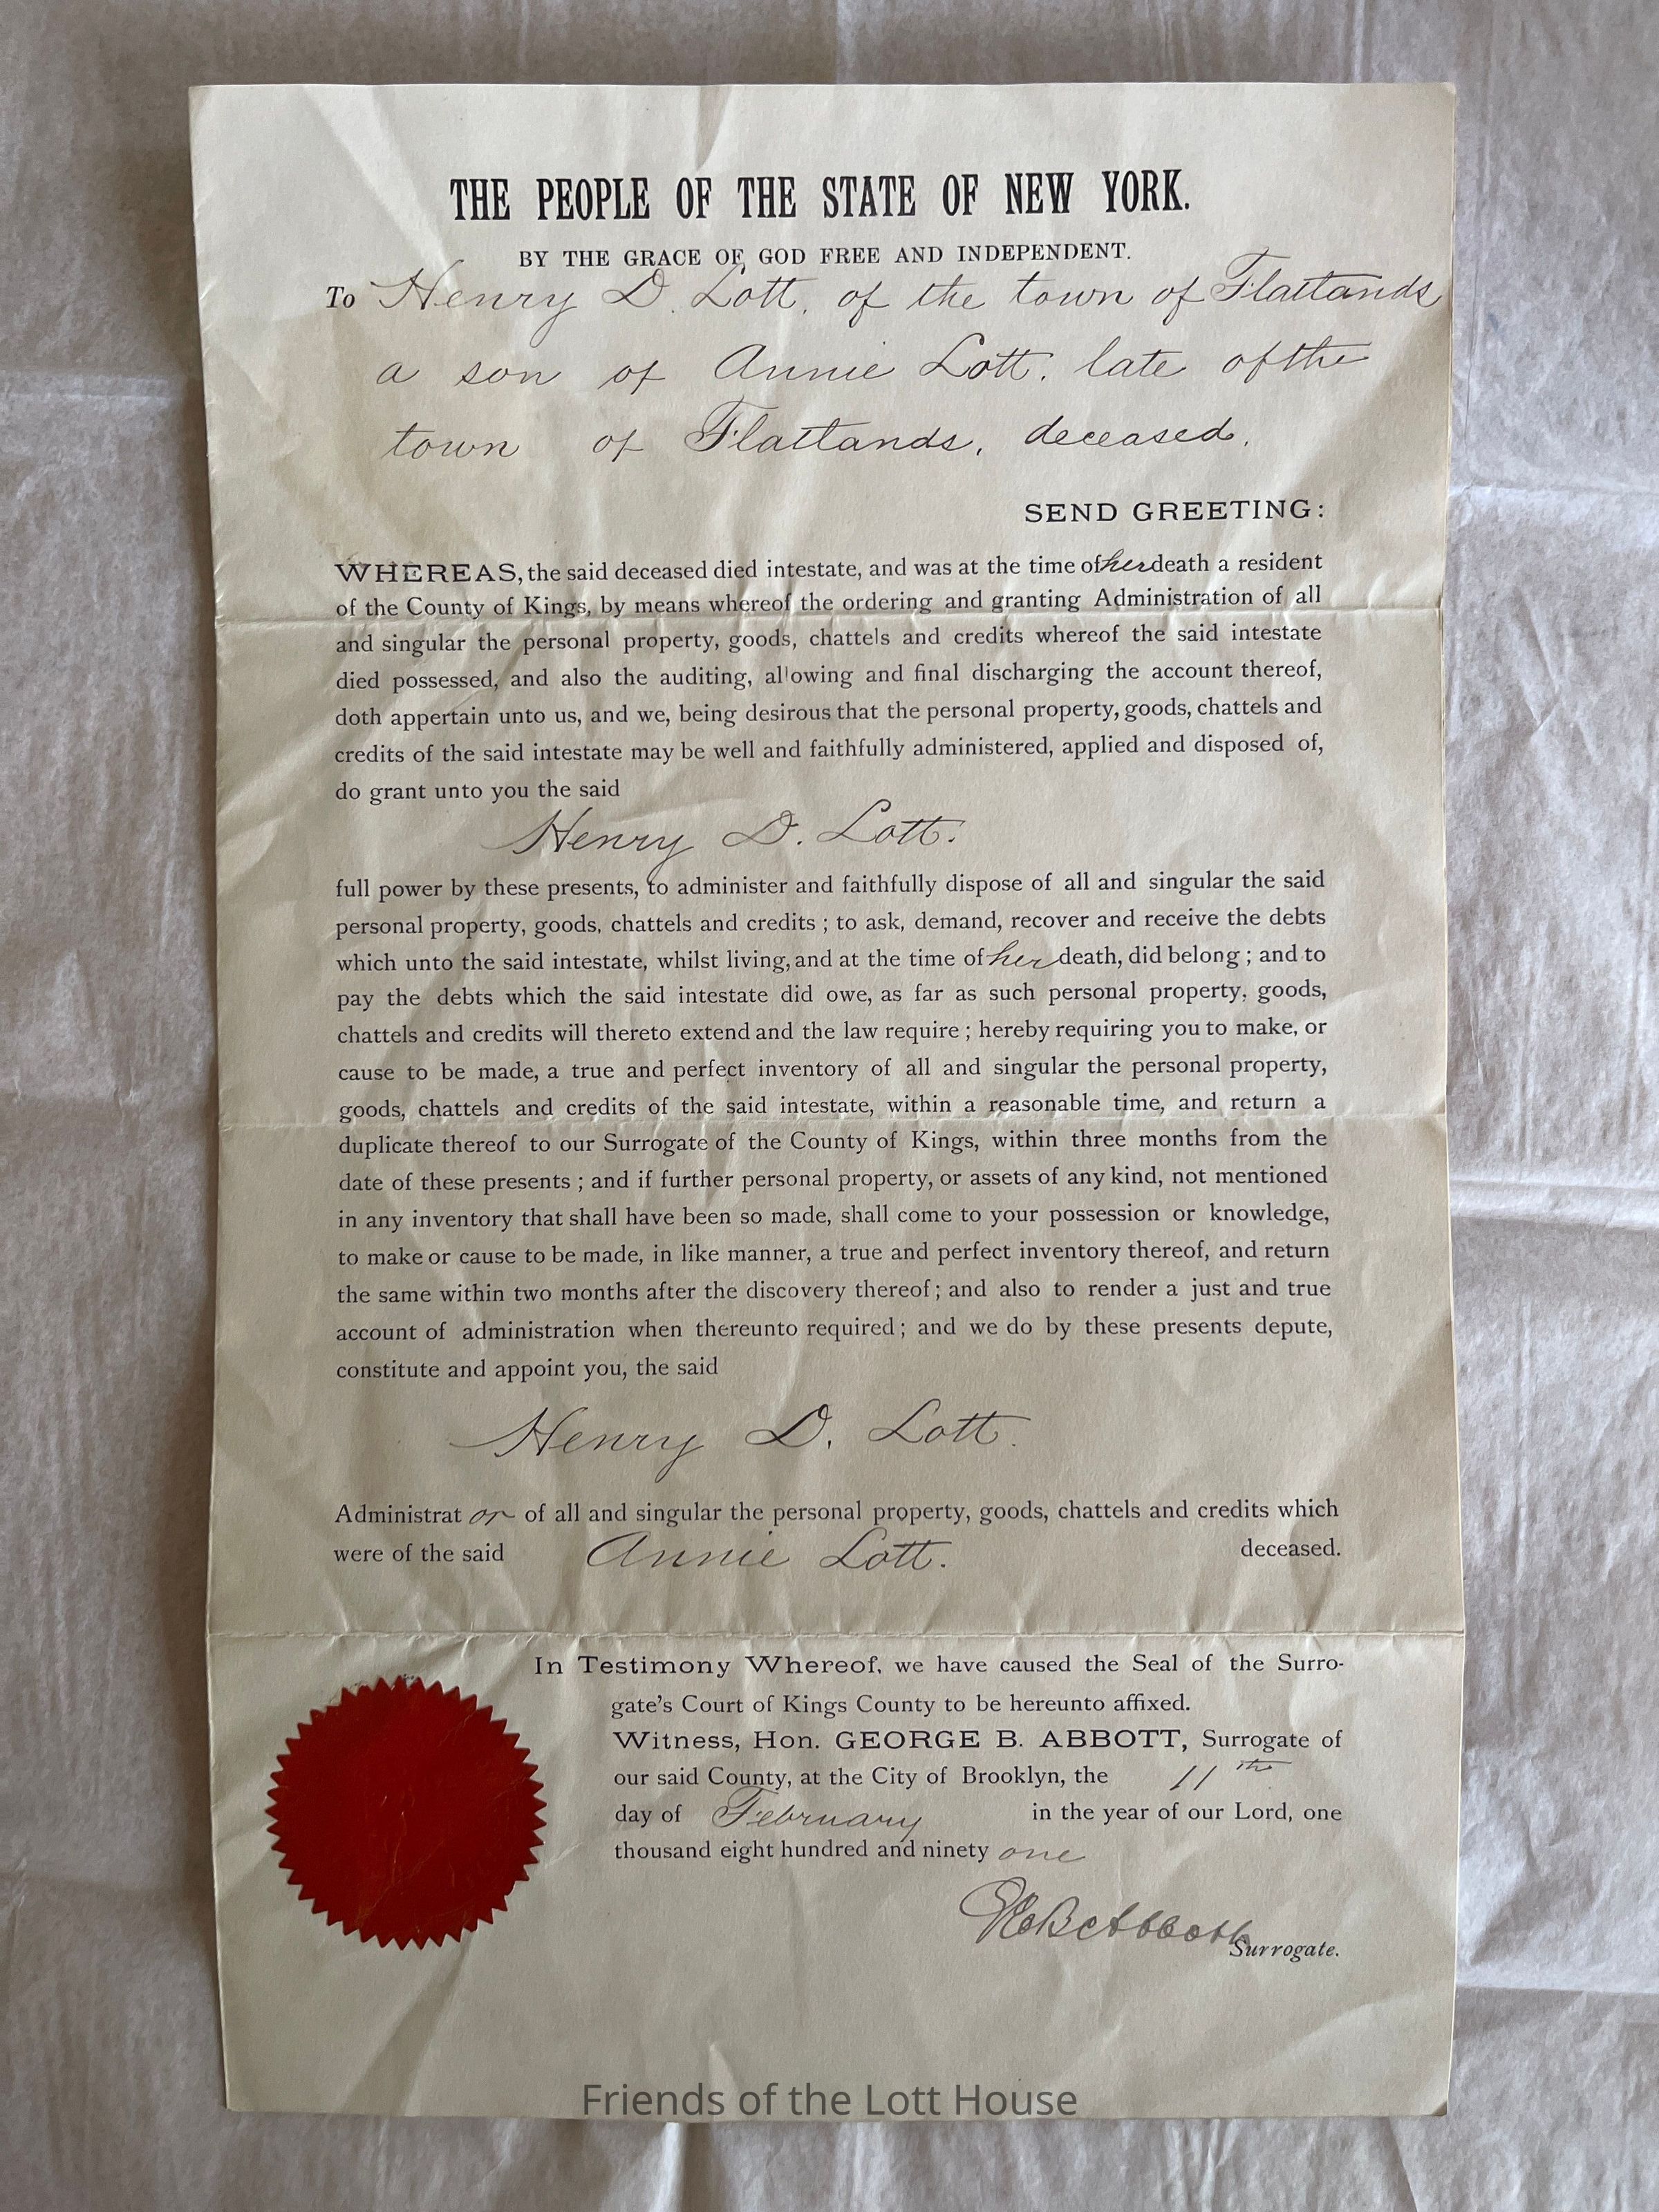 THE PEOPLE OF THE STATE OF NEW YORK.
BY THE GRACE OF GOD FREE AND INDEPENDENT.
To Henry D. Lott, of the town of Flatlands
a son of Annie Lott, late of the
town of Flatlands, deceased,
SEND GREETING:
WHEREAS, the said deceased died intestate, and was at the time of her death a resident
of the County of Kings, by means whereof the ordering and granting Administration of all
and singular the personal property, goods, chattels and credits whereof the said intestate
died possessed, and also the auditing, allowing and final discharging the account thereof,
doth appertain unto us, and we, being desirous that the personal property, goods, chattels and
credits of the said intestate may be well and faithfully administered, applied and disposed of,
do grant unto you the said
Henry D. Lott.
full power by these presents, to administer and faithfully dispose of all and singular the said
personal property, goods, chattels and credits ; to ask, demand, recover and receive the debts
which unto the said intestate, whilst living, and at the time of her death, did belong ; and to
pay the debts which the said intestate did owe, as far as such personal property, goods,
chattels and credits will thereto extend and the law require ; hereby requiring you to make, or
cause to be made, a true and perfect inventory of all and singular the personal property,
goods, chattels and credits of the said intestate, within a reasonable time, and return a
duplicate thereof to our Surrogate of the County of Kings, within three months from the
date of these presents ; and if further personal property, or assets of any kind, not mentioned
in any inventory that shall have been so made, shall come to your possession or knowledge,
to make or cause to be made, in like manner, a true and perfect inventory thereof, and return
the same within two months after the discovery thereof ; and also to render a just and true
account of administration when thereunto required ; and we do by these presents depute,
constitute and appoint you, the said
Henry D. Lott.
Administrat or of all and singular the personal property, goods, chattels and credits which
were of the said Annie Lott. deceased.
In Testimony Whereof, we have caused the Seal of the Surro-
gate's Court of Kings County to be hereunto affixed.
Witness, Hon. GEORGE B. ABBOTT, Surrogate of
our said County, at the City of Brooklyn, the 11th
day of February in the year of our Lord, one
thousand eight hundred and ninety one
Geo B Abbott
Surrogate.
Friends of the Lott House